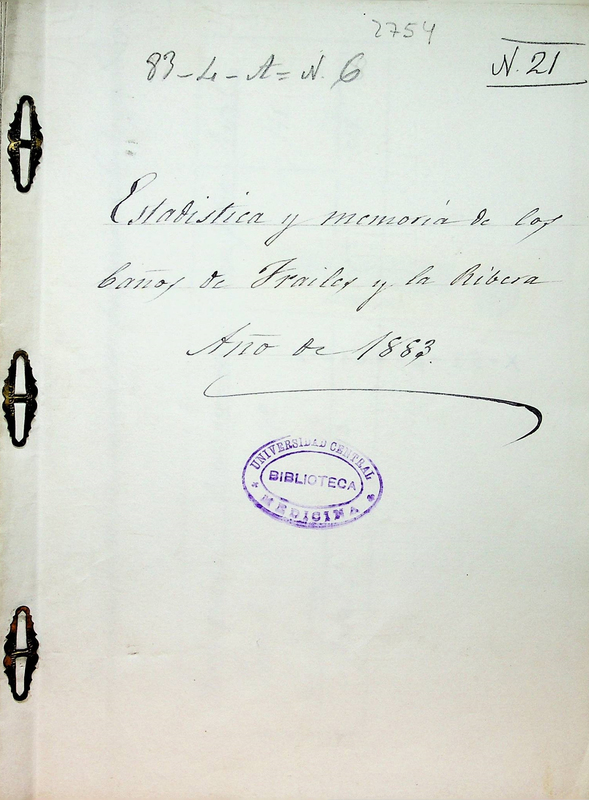 2754
83-4-A=N.6
N. 21
Estadistica y memoria de los
baños de Frailes y la Ribera
Año de 1883.
UNIVERSIDAD CENTRAL
BIBLIOTECA
MEDICINA